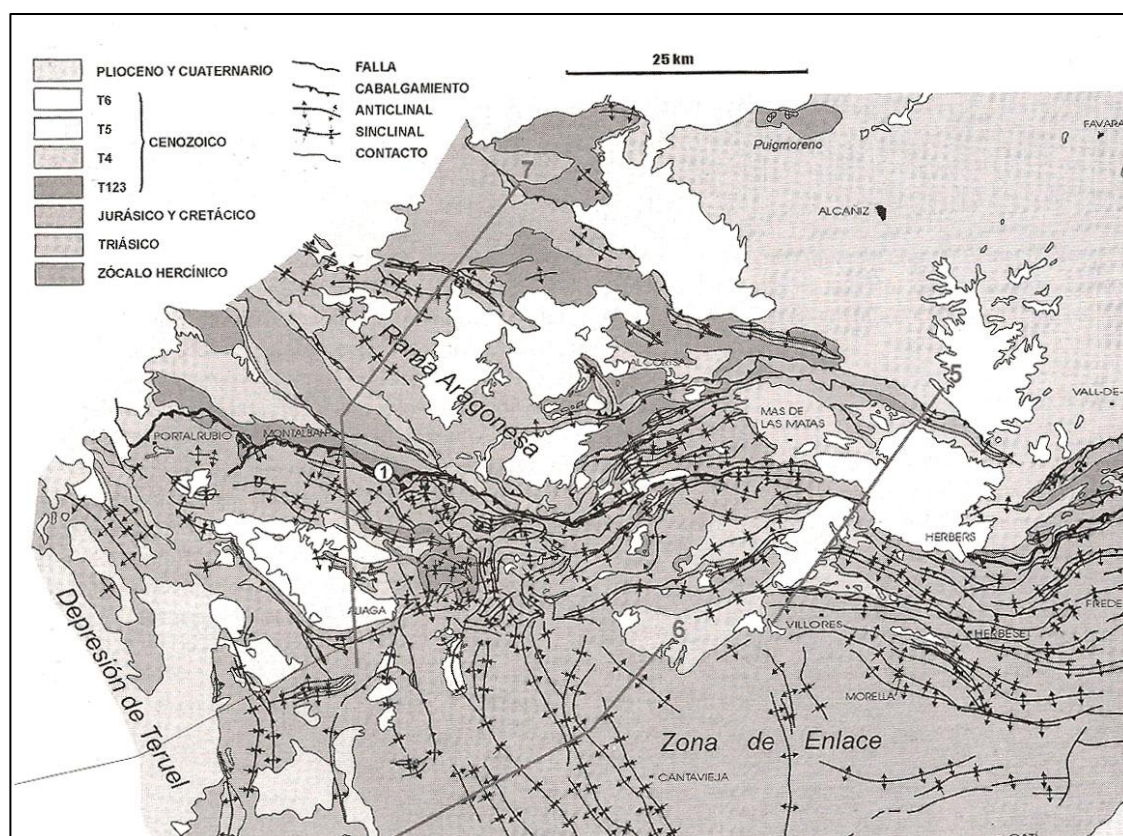 PLIOCENO Y CUATERNARIO
T6
T5
CENOZOICO
T4
T123
JURÁSICO Y CRETÁCICO
TRIÁSICO
ZÓCALO HERCÍNICO
FALLA
CABALGAMIENTO
ANTICLINAL
SINCLINAL
CONTACTO
25 km
Puigmoreno
FAVARA
ALCAÑIZ
7
Rama Aragonesa
ALCORISA
5
VALL-DE-
MAS DE
LAS MATAS
PORTALRUBIO
MONTALBÁN
1
HERBERS
ALIAGA
6
VILLORES
HERBESET
FREDE
MORELLA
Depresión de Teruel
Zona de Enlace
CANTAVIEJA